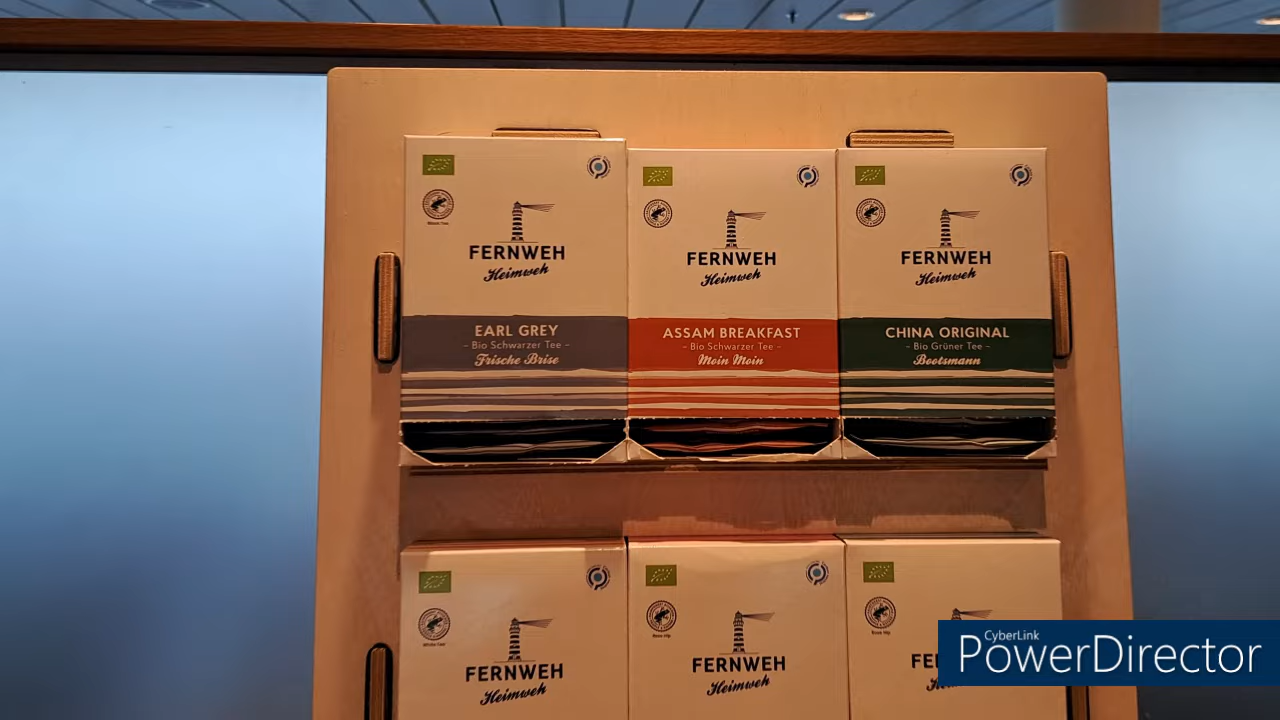 FERNWEH
Heimweh
EARL GREY
– Bio Schwarzer Tee –
Frische Brise
FERNWEH
Heimweh
ASSAM BREAKFAST
– Bio Schwarzer Tee –
Moin Moin
FERNWEH
Heimweh
CHINA ORIGINAL
– Bio Grüner Tee –
Bootsmann
FERNWEH
Heimweh
FERNWEH
Heimweh
CyberLink
PowerDirector